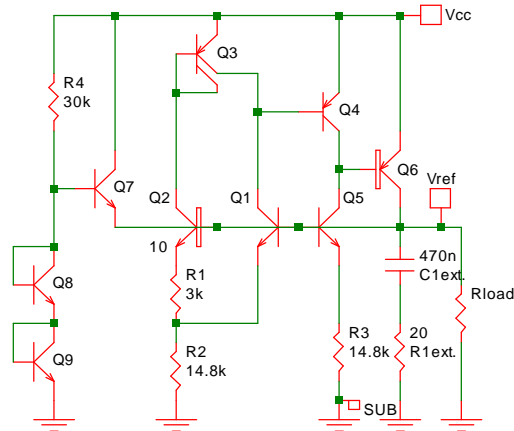 Vcc
Q3
R4
30k
Q4
Q6
Q7
Q2
Q1
Q5
Vref
10
470n
C1ext.
Q8
R1
3k
Rload
20
R1ext.
R3
14.8k
R2
14.8k
Q9
SUB